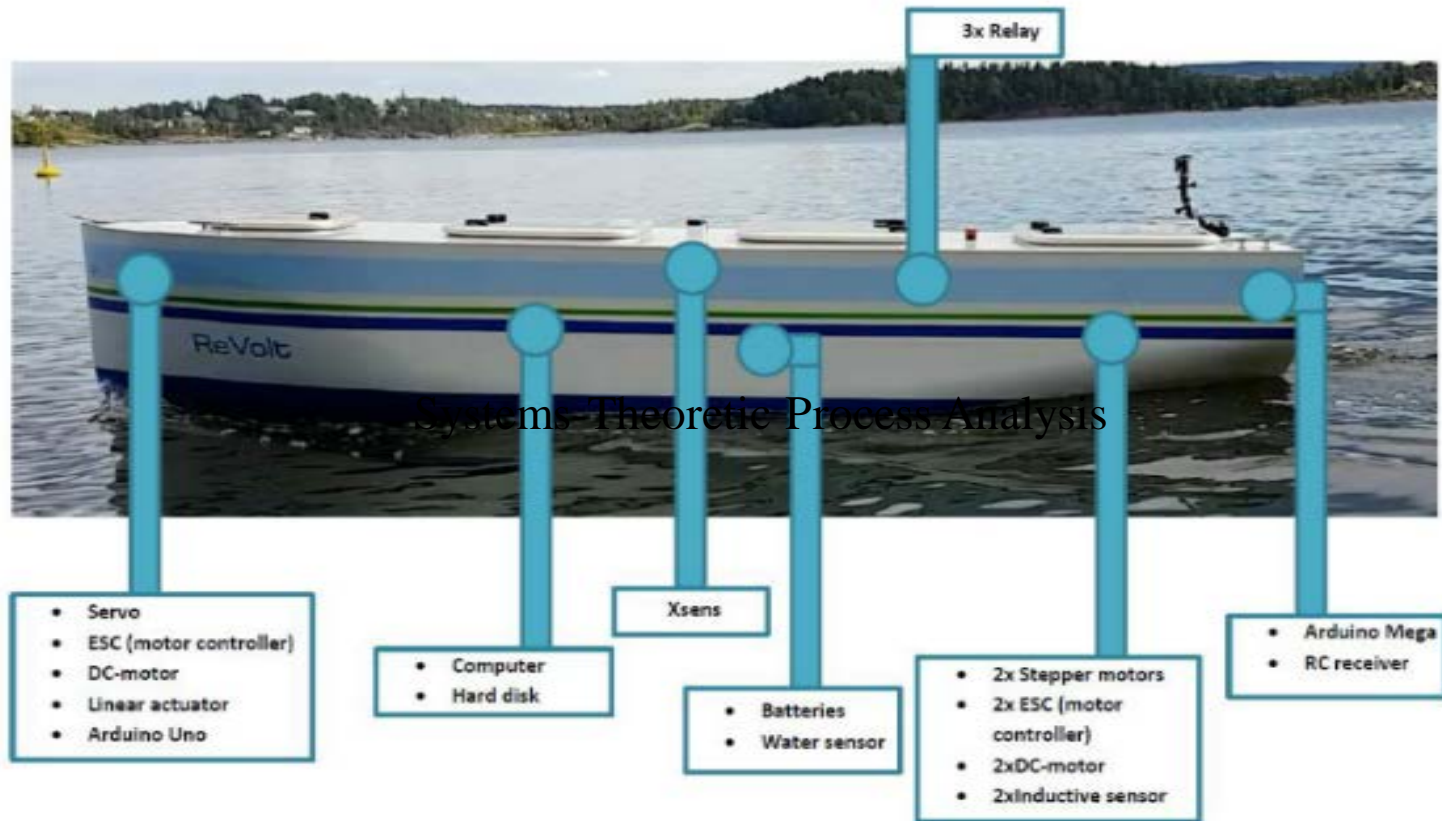 3x Relay
ReVolt
Systems-Theoretic Process Analysis
• Servo
• ESC (motor controller)
• DC-motor
• Linear actuator
• Arduino Uno
• Computer
• Hard disk
Xsens
• Batteries
• Water sensor
• 2x Stepper motors
• 2x ESC (motor
controller)
• 2xDC-motor
• 2xInductive sensor
• Arduino Mega
• RC receiver